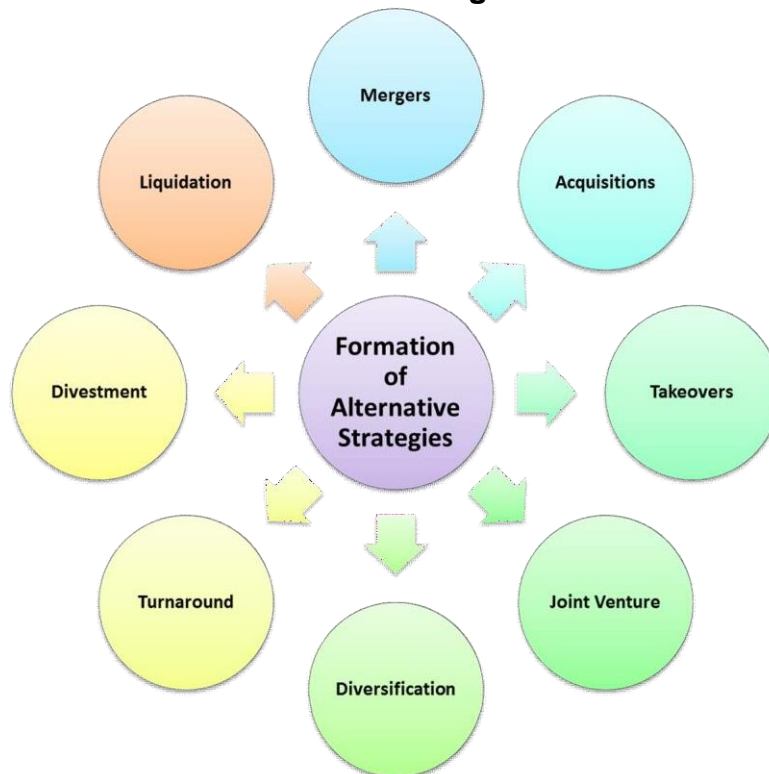 Mergers
Acquisitions
Takeovers
Joint Venture
Diversification
Turnaround
Divestment
Liquidation
Formation
of
Alternative
Strategies